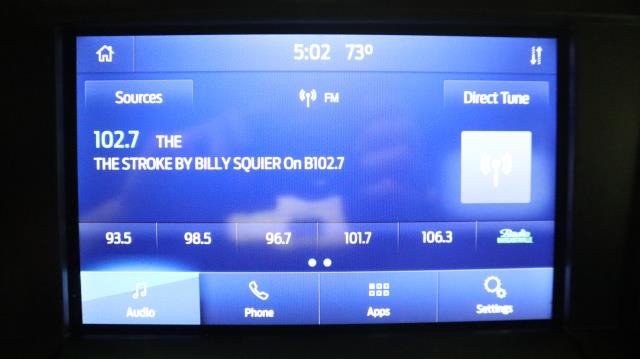 5:02 73°
Sources FM Direct Tune
102.7 THE
THE STROKE BY BILLY SQUIER On B102.7
93.5 98.5 96.7 101.7 106.3
Audio Phone Apps Settings